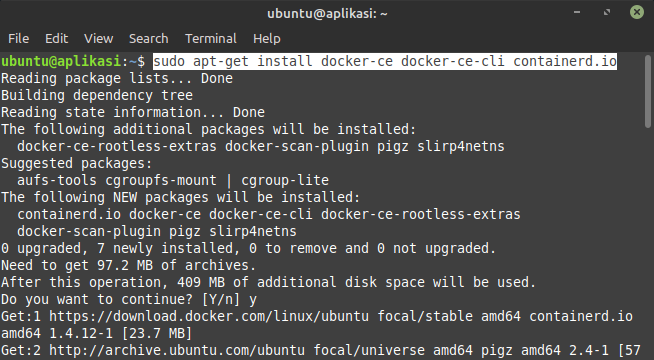 ubuntu@aplikasi: ~
File Edit View Search Terminal Help
ubuntu@aplikasi:~$ sudo apt-get install docker-ce docker-ce-cli containerd.io
Reading package lists... Done
Building dependency tree
Reading state information... Done
The following additional packages will be installed:
  docker-ce-rootless-extras docker-scan-plugin pigz slirp4netns
Suggested packages:
  aufs-tools cgroupfs-mount | cgroup-lite
The following NEW packages will be installed:
  containerd.io docker-ce docker-ce-cli docker-ce-rootless-extras
  docker-scan-plugin pigz slirp4netns
0 upgraded, 7 newly installed, 0 to remove and 0 not upgraded.
Need to get 97.2 MB of archives.
After this operation, 409 MB of additional disk space will be used.
Do you want to continue? [Y/n] y
Get:1 https://download.docker.com/linux/ubuntu focal/stable amd64 containerd.io
amd64 1.4.12-1 [23.7 MB]
Get:2 http://archive.ubuntu.com/ubuntu focal/universe amd64 pigz amd64 2.4-1 [57